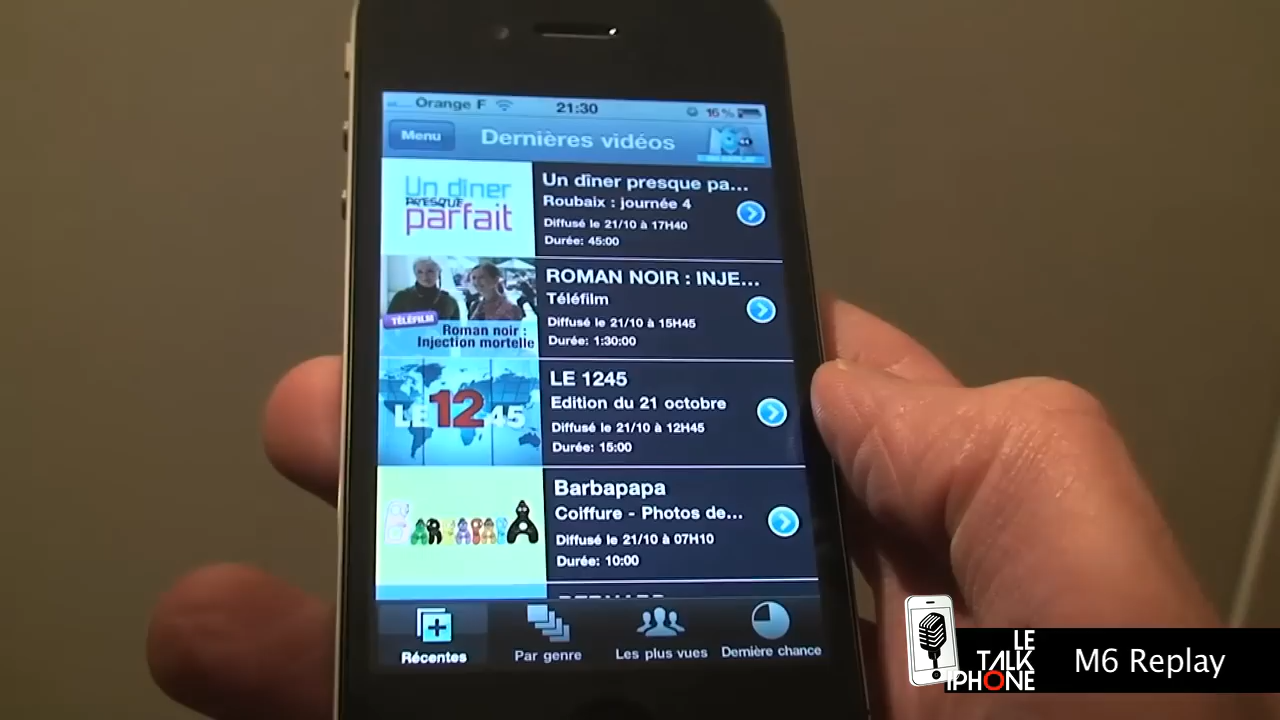 Orange F
21:30
16%
Menu
Dernières vidéos
Un dîner
PRESQUE
parfait
Un dîner presque pa...
Roubaix : journée 4
Diffusé le 21/10 à 17H40
Durée: 45:00
TÉLÉFILM
Roman noir :
Injection mortelle
ROMAN NOIR : INJE...
Téléfilm
Diffusé le 21/10 à 15H45
Durée: 1:30:00
LE 1245
LE 1245
Edition du 21 octobre
Diffusé le 21/10 à 12H45
Durée: 15:00
Barbapapa
Coiffure - Photos de...
Diffusé le 21/10 à 07H10
Durée: 10:00
Récentes
Par genre
Les plus vues
Dernière chance
LE
TALK
IPHONE
M6 Replay